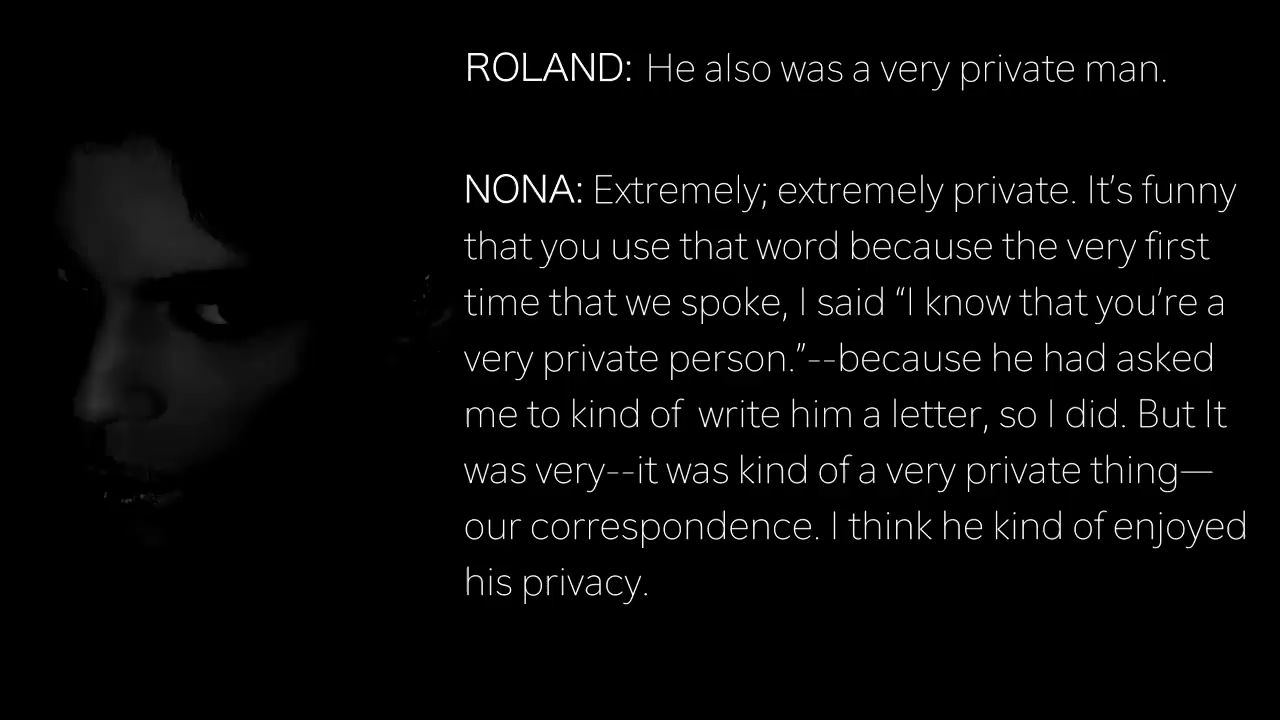 ROLAND: He also was a very private man.
NONA: Extremely; extremely private. It’s funny
that you use that word because the very first
time that we spoke, I said “I know that you’re a
very private person.”--because he had asked
me to kind of  write him a letter, so I did. But It
was very--it was kind of a very private thing—
our correspondence. I think he kind of enjoyed
his privacy.